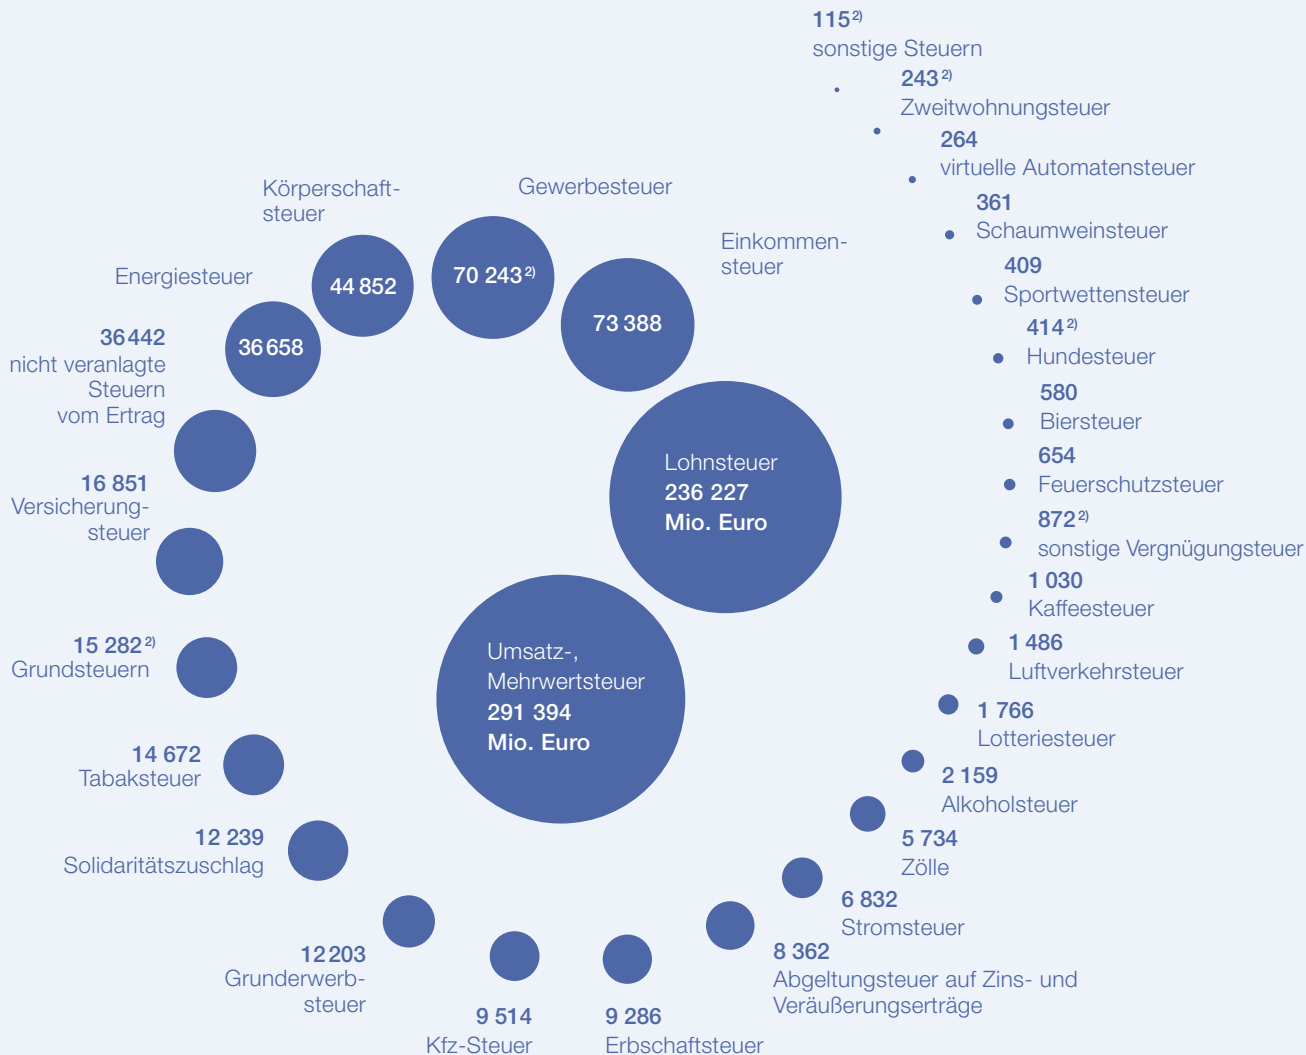 115²⁾
sonstige Steuern
243²⁾
Zweitwohnungsteuer
264
virtuelle Automatensteuer
361
Schaumweinsteuer
409
Sportwettensteuer
414²⁾
Hundesteuer
580
Biersteuer
654
Feuerschutzsteuer
872²⁾
sonstige Vergnügungsteuer
1 030
Kaffeesteuer
1 486
Luftverkehrsteuer
1 766
Lotteriesteuer
2 159
Alkoholsteuer
5 734
Zölle
6 832
Stromsteuer
8 362
Abgeltungsteuer auf Zins- und
Veräußerungserträge
9 286
Erbschaftsteuer
9 514
Kfz-Steuer
12 203
Grunderwerb-
steuer
12 239
Solidaritätszuschlag
14 672
Tabaksteuer
15 282²⁾
Grundsteuern
16 851
Versicherung-
steuer
36 442
nicht veranlagte
Steuern
vom Ertrag
Energiesteuer
36 658
Körperschaft-
steuer
44 852
Gewerbesteuer
70 243²⁾
Einkommen-
steuer
73 388
Lohnsteuer
236 227
Mio. Euro
Umsatz-,
Mehrwertsteuer
291 394
Mio. Euro